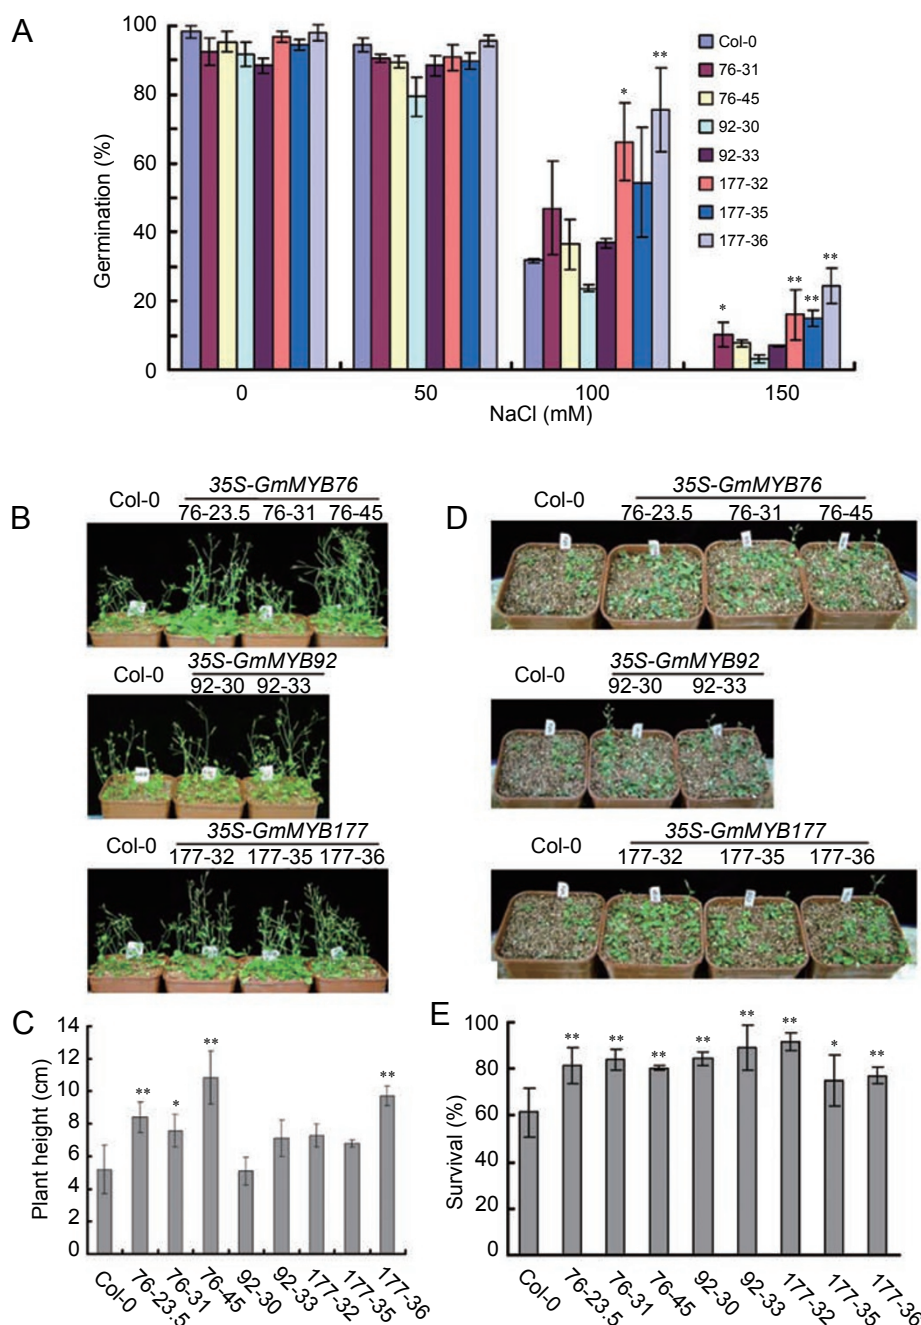 A
Germination (%)
100
80
60
40
20
0
Col-0
76-31
76-45
92-30
92-33
177-32
177-35
177-36
*
**
*
**
**
**
0 50 100 150
NaCl (mM)
B
Col-0
35S-GmMYB76
76-23.5 76-31 76-45
Col-0
35S-GmMYB92
92-30 92-33
Col-0
35S-GmMYB177
177-32 177-35 177-36
D
Col-0
35S-GmMYB76
76-23.5 76-31 76-45
Col-0
35S-GmMYB92
92-30 92-33
Col-0
35S-GmMYB177
177-32 177-35 177-36
C
Plant height (cm)
14
12
10
8
6
4
2
0
** * ** **
Col-0 76-23.5 76-31 76-45 92-30 92-33 177-32 177-35 177-36
E
Survival (%)
100
80
60
40
20
0
** ** ** ** ** ** * **
Col-0 76-23.5 76-31 76-45 92-30 92-33 177-32 177-35 177-36